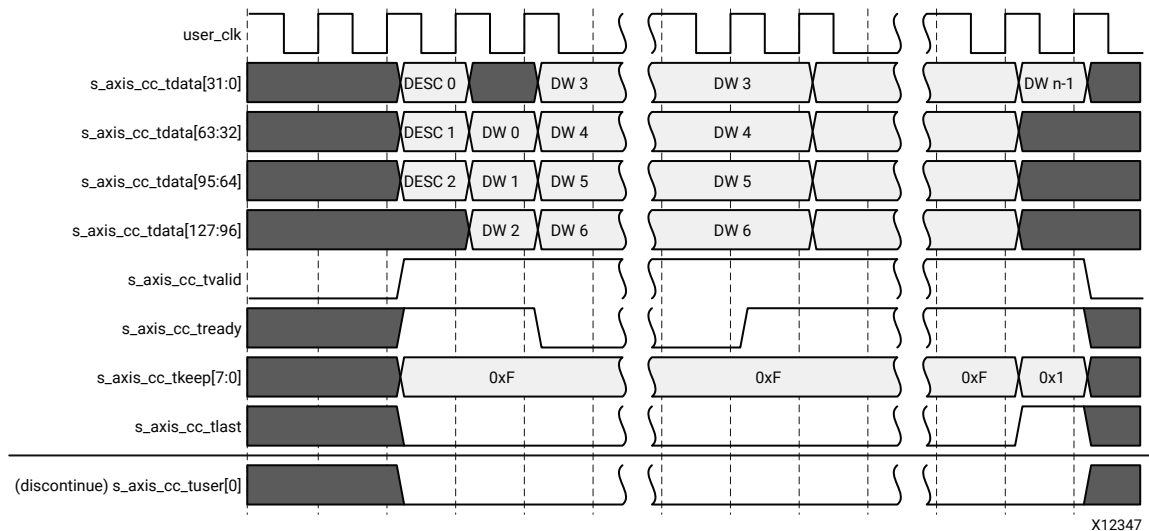 user_clk
s_axis_cc_tdata[31:0] DESC 0 DW 3 DW 3 DW n-1
s_axis_cc_tdata[63:32] DESC 1 DW 0 DW 4 DW 4
s_axis_cc_tdata[95:64] DESC 2 DW 1 DW 5 DW 5
s_axis_cc_tdata[127:96] DW 2 DW 6 DW 6
s_axis_cc_tvalid
s_axis_cc_tready
s_axis_cc_tkeep[7:0] 0xF 0xF 0xF 0x1
s_axis_cc_tlast
(discontinue) s_axis_cc_tuser[0]
X12347